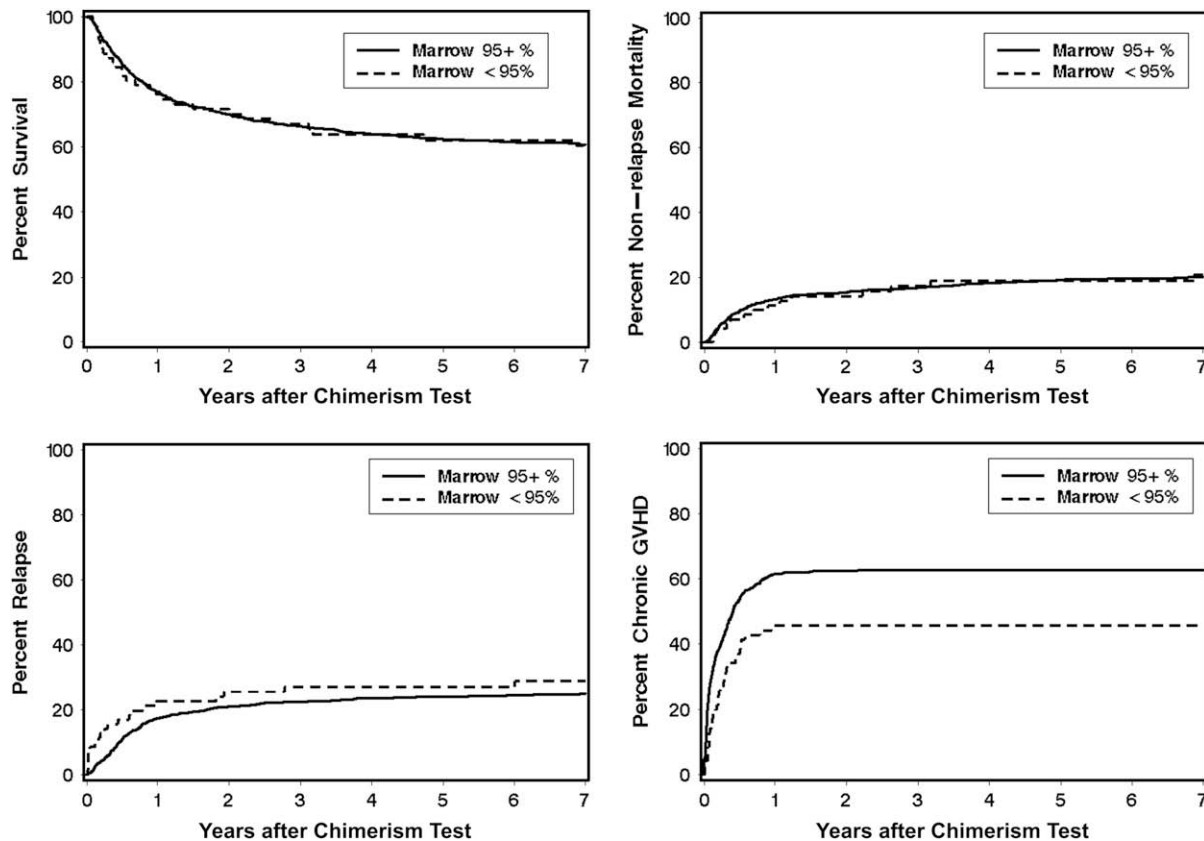 Percent Survival
100
80
60
40
20
0
Marrow 95+ %
Marrow < 95%
0 1 2 3 4 5 6 7
Years after Chimerism Test
Percent Non-relapse Mortality
100
80
60
40
20
0
Marrow 95+ %
Marrow < 95%
0 1 2 3 4 5 6 7
Years after Chimerism Test
Percent Relapse
100
80
60
40
20
0
Marrow 95+ %
Marrow < 95%
0 1 2 3 4 5 6 7
Years after Chimerism Test
Percent Chronic GVHD
100
80
60
40
20
0
Marrow 95+ %
Marrow < 95%
0 1 2 3 4 5 6 7
Years after Chimerism Test